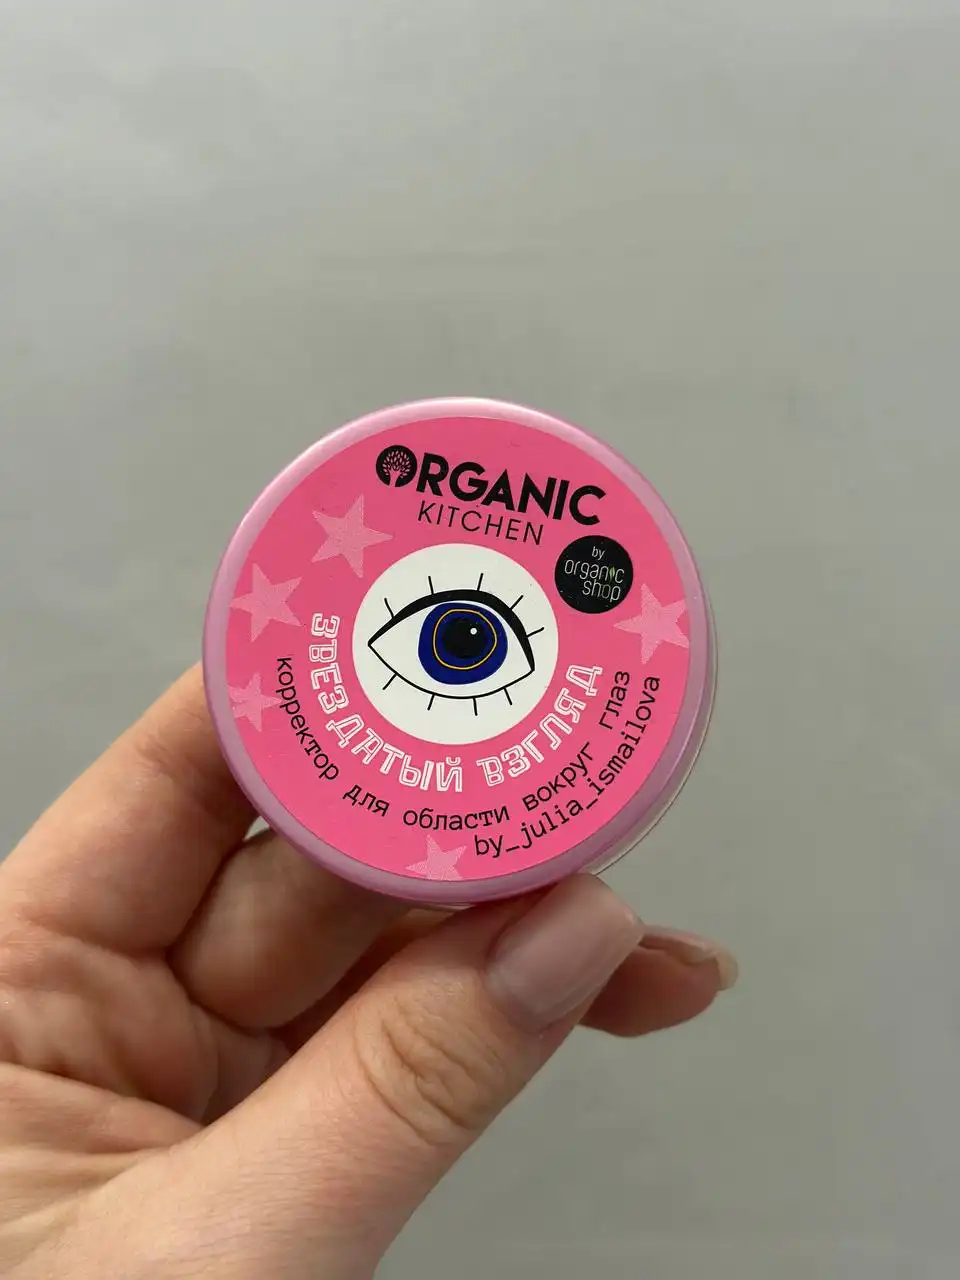 ORGANIC
KITCHEN
by
organic
shop
ЗВЕЗДАТЫЙ ВЗГЛЯД
корректор для области вокруг глаз
by_julia_ismailova